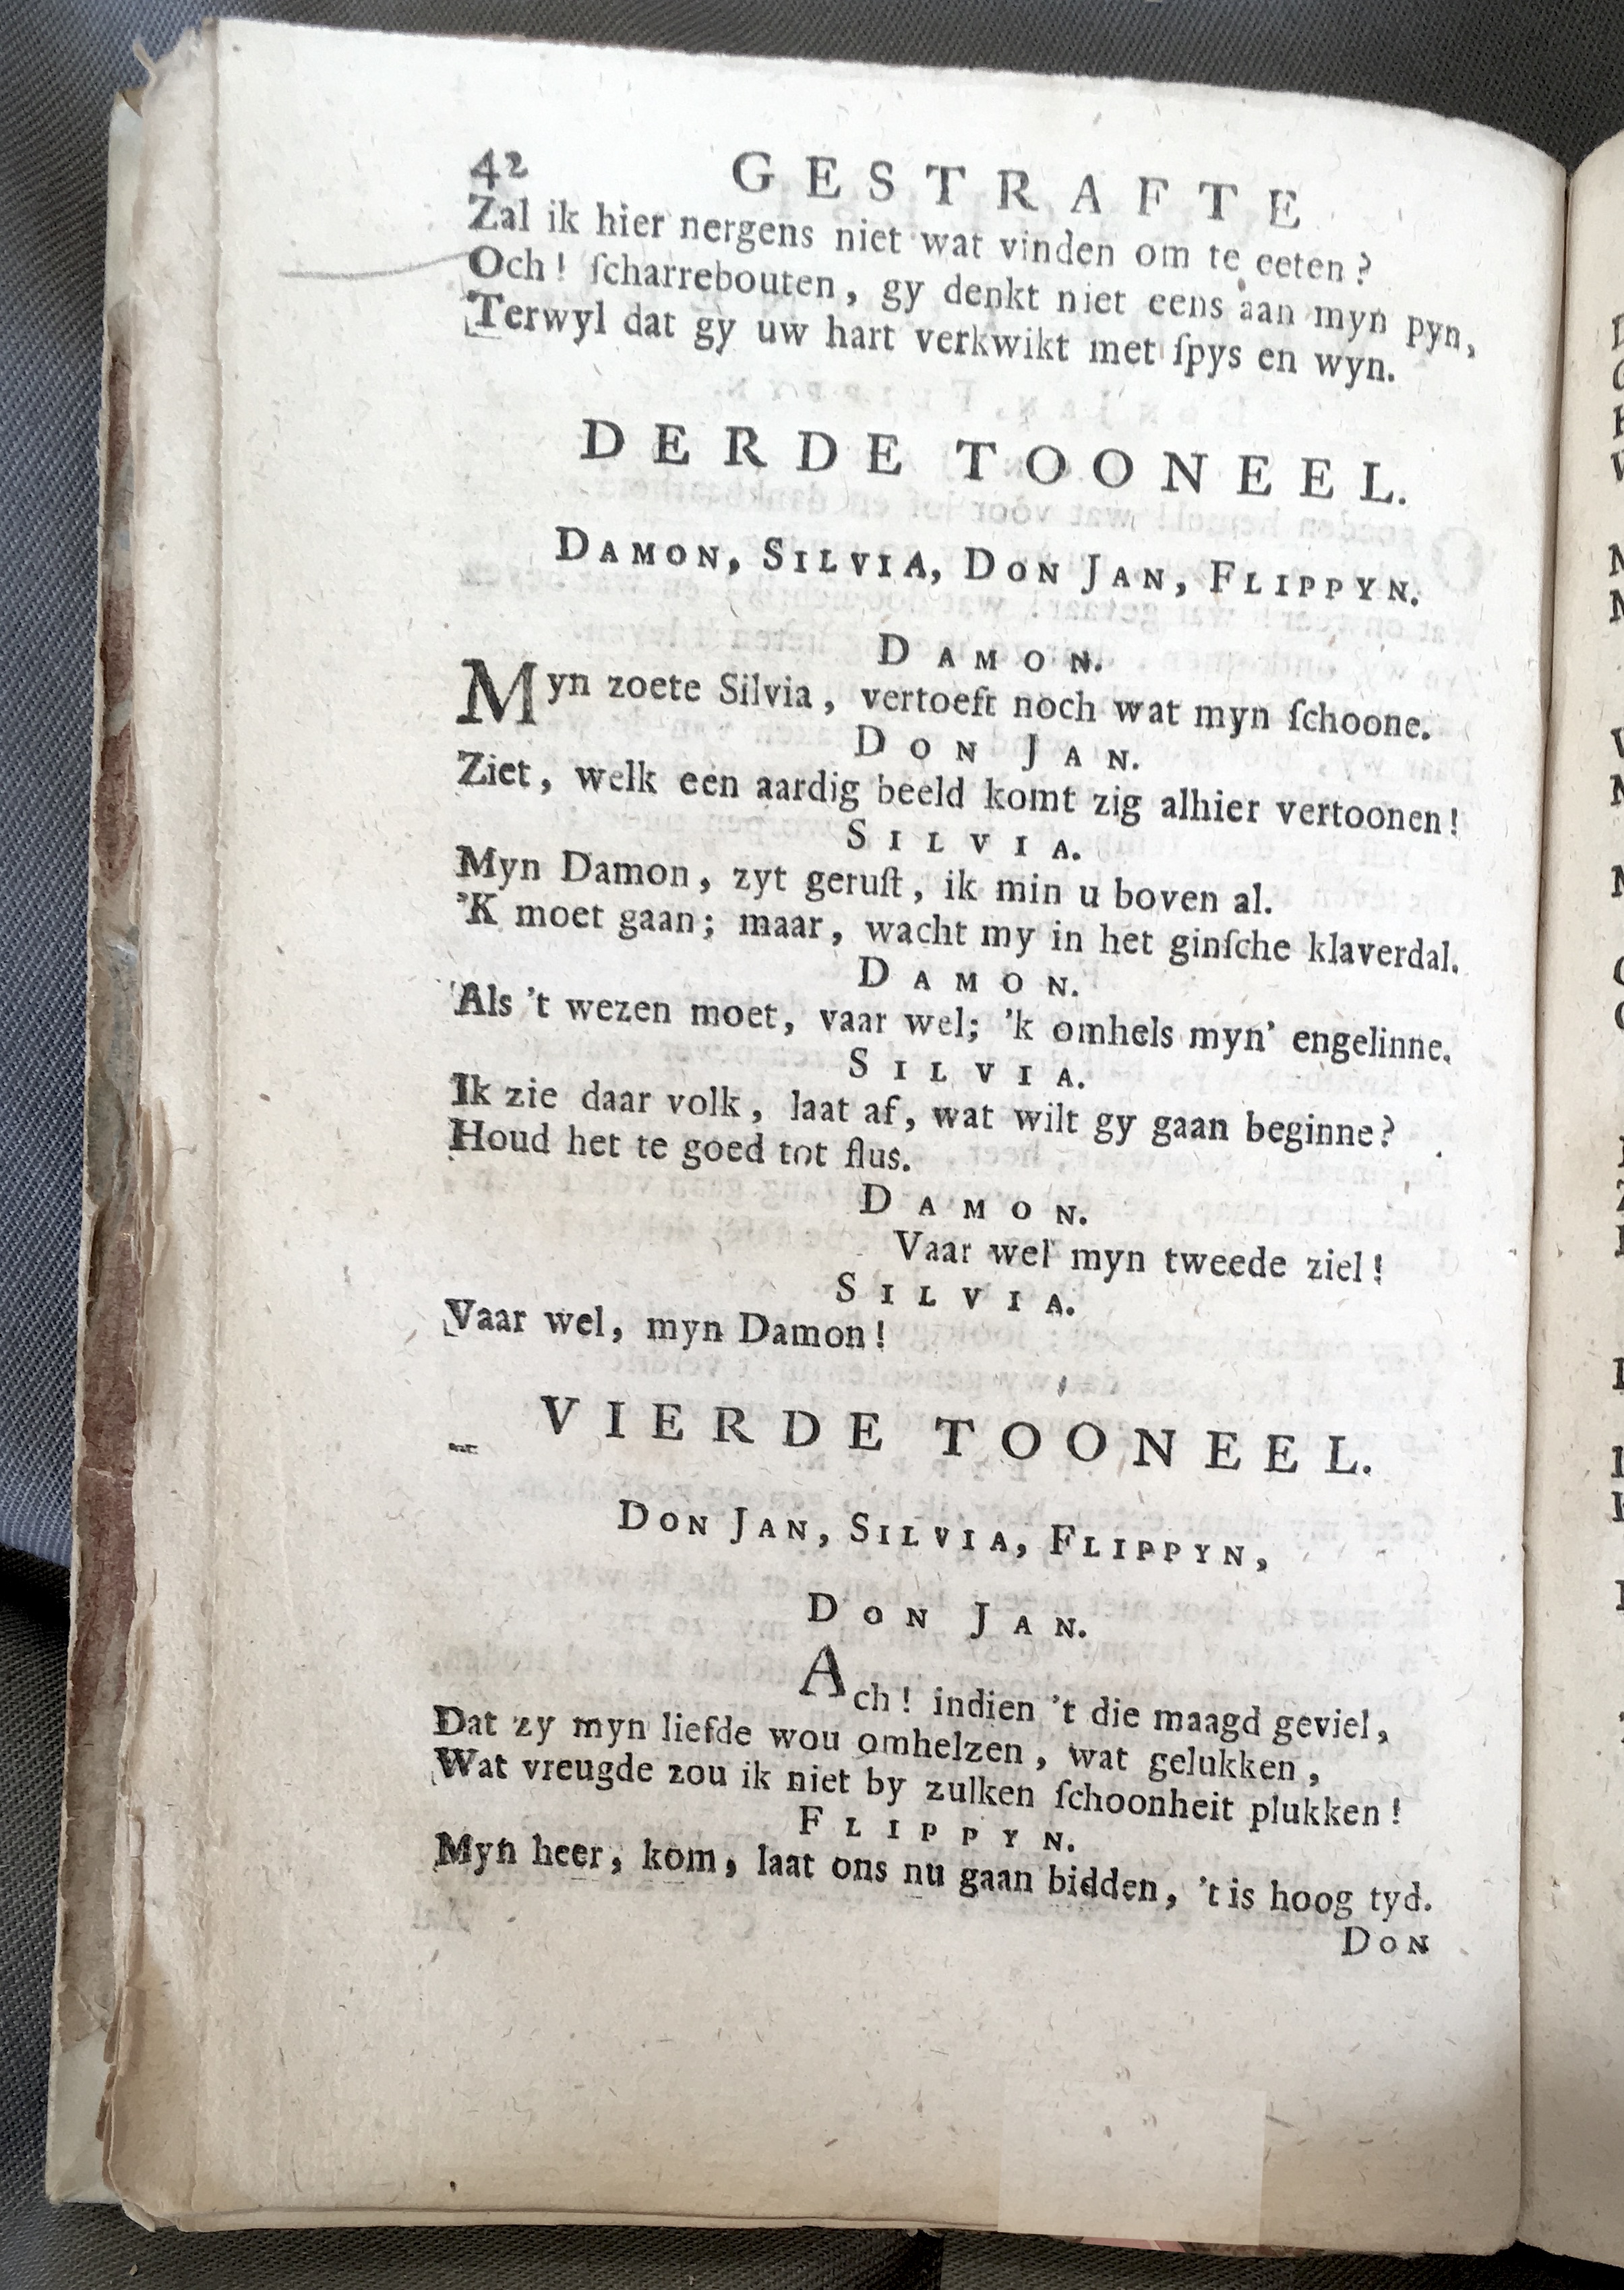 42 GESTRAFTE
Zal ik hier nergens niet wat vinden om te eeten?
Och! ſcharrebouten, gy denkt niet eens aan myn pyn,
Terwyl dat gy uw hart verkwikt met ſpys en wyn.
DERDE TOONEEL.
DAMON, SILVIA, DON JAN, FLIPPYN.
DAMON.
Myn zoete Silvia, vertoeft noch wat myn ſchoone.
DON JAN.
Ziet, welk een aardig beeld komt zig alhier vertoonen!
SILVIA.
Myn Damon, zyt geruſt, ik min u boven al.
'K moet gaan; maar, wacht my in het ginſche klaverdal.
DAMON.
Als 't wezen moet, vaar wel; 'k omhels myn' engelinne.
SILVIA.
Ik zie daar volk, laat af, wat wilt gy gaan beginne?
Houd het te goed tot flus.
DAMON.
Vaar wel myn tweede ziel!
SILVIA.
Vaar wel, myn Damon!
VIERDE TOONEEL.
DON JAN, SILVIA, FLIPPYN,
DON JAN.
Ach! indien 't die maagd geviel,
Dat zy myn liefde wou omhelzen, wat gelukken,
Wat vreugde zou ik niet by zulken ſchoonheit plukken!
FLIPPYN.
Myn heer, kom, laat ons nu gaan bidden, 't is hoog tyd.
DON